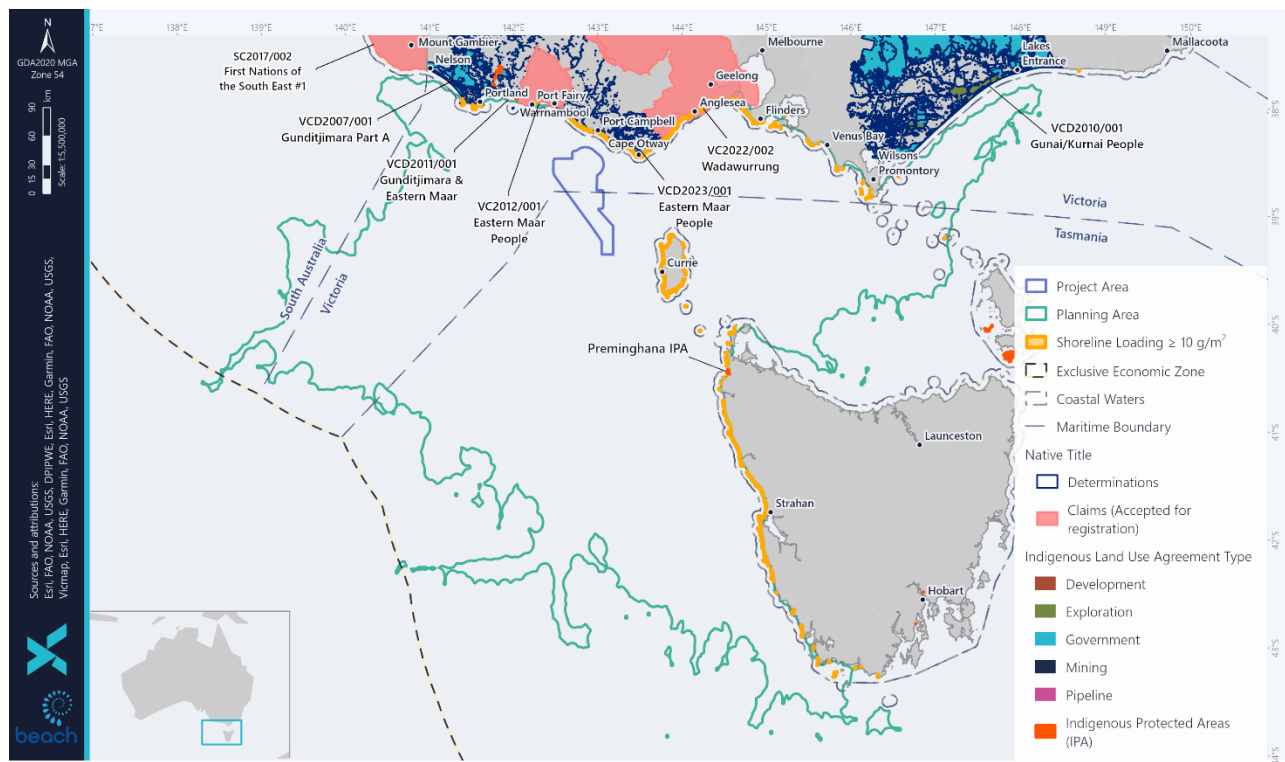 N
GDA2020 MGA
Zone 54
km
90
60
30
15
0
Scale: 1:5,500,000
Sources and attributions:
Esri, FAO, NOAA, USGS, DPIPWE, Esri, HERE, Garmin, FAO, NOAA, USGS,
Vicmap, Esri, HERE, Garmin, FAO, NOAA, USGS
beach
7°E
138°E
139°E
140°E
141°E
142°E
143°E
144°E
145°E
146°E
147°E
148°E
149°E
150°E
38°S
39°S
40°S
41°S
42°S
43°S
44°S
SC2017/002
First Nations of
the South East #1
Mount Gambier
Nelson
Portland
Port Fairy
Warrnambool
Port Campbell
Cape Otway
Melbourne
Geelong
Anglesea
Flinders
Venus Bay
Wilsons
Promontory
Lakes
Entrance
Mallacoota
VCD2007/001
Gunditjimara Part A
VCD2011/001
Gunditjimara &
Eastern Maar
VC2012/001
Eastern Maar
People
VCD2023/001
Eastern Maar
People
VC2022/002
Wadawurrung
VCD2010/001
Gunai/Kurnai People
South Australia
Victoria
Victoria
Tasmania
Currie
Preminghana IPA
Launceston
Strahan
Hobart
Project Area
Planning Area
Shoreline Loading ≥ 10 g/m²
Exclusive Economic Zone
Coastal Waters
Maritime Boundary
Native Title
Determinations
Claims (Accepted for
registration)
Indigenous Land Use Agreement Type
Development
Exploration
Government
Mining
Pipeline
Indigenous Protected Areas
(IPA)